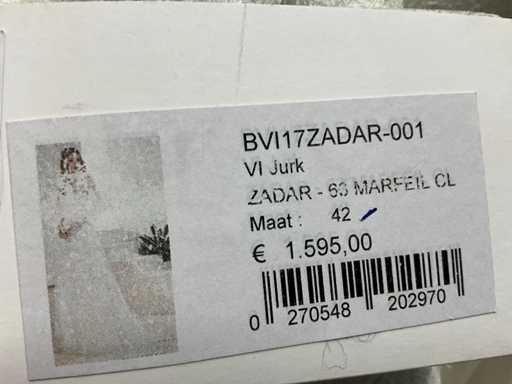 BVI17ZADAR-001
VI Jurk
ZADAR - 63 MARFEIL CL
Maat : 42
€ 1.595,00
0 270548 202970